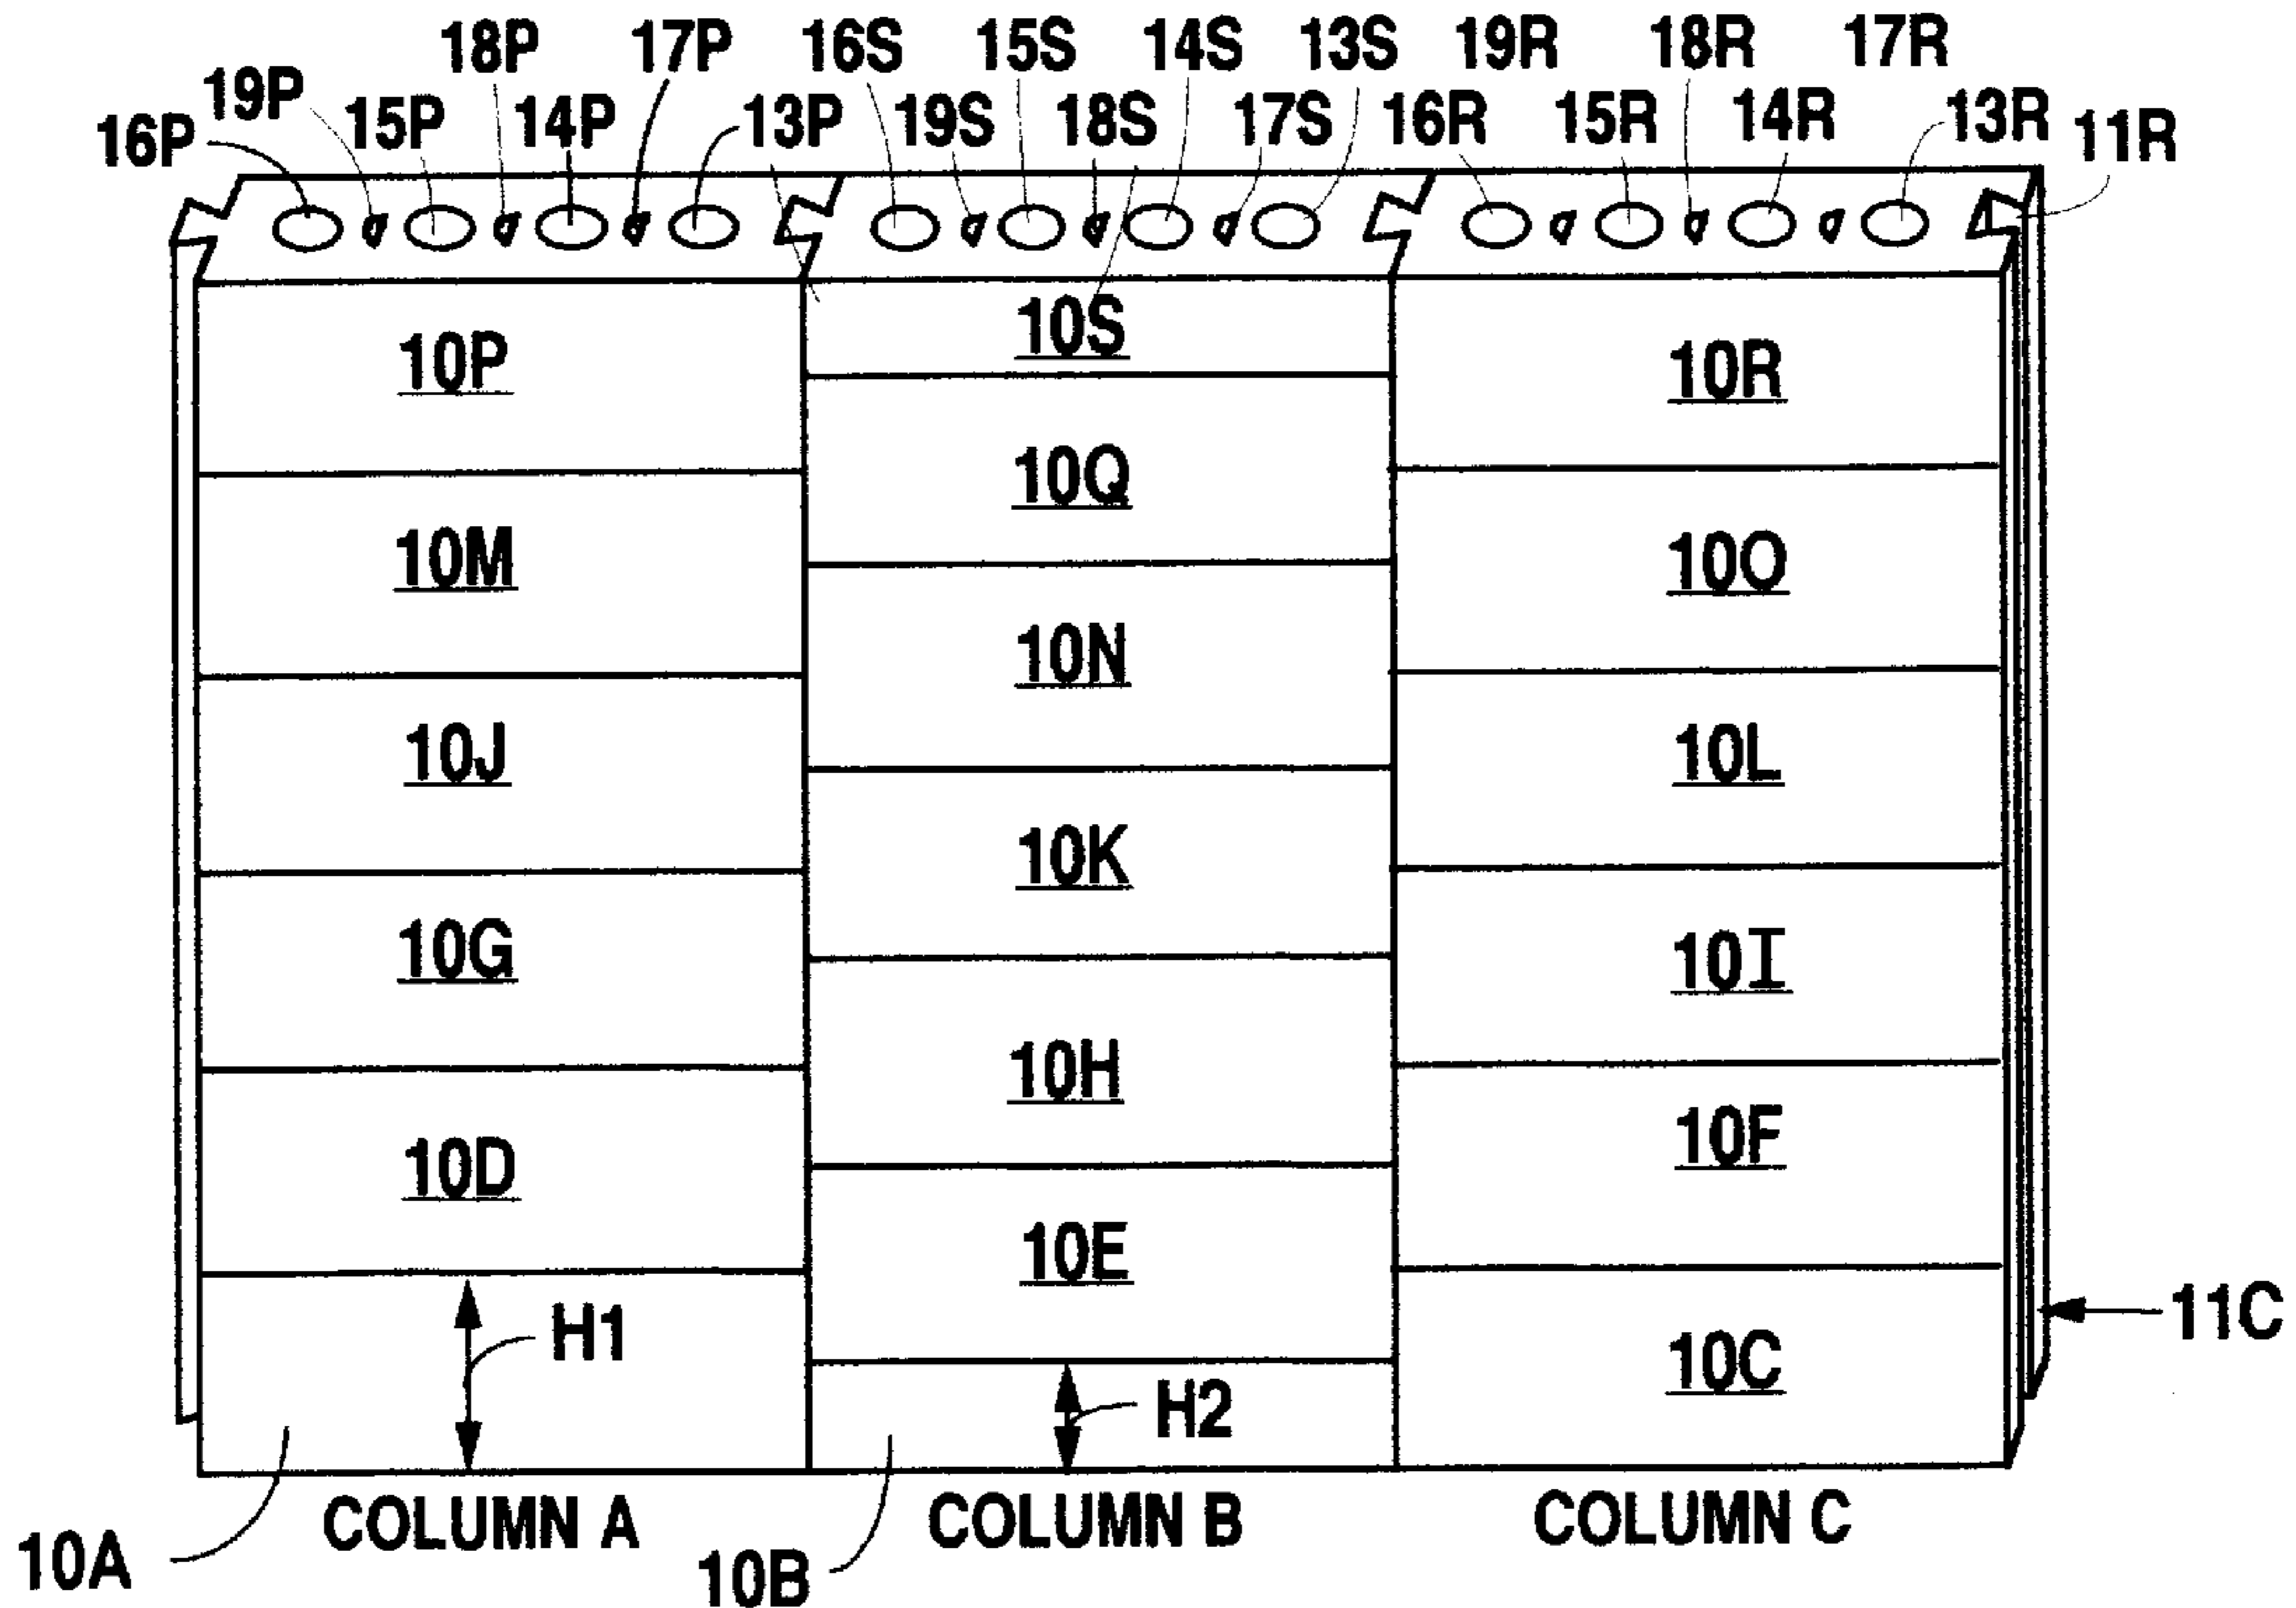 18P 17P 16S 15S 14S 13S 19R 18R 17R
19P 15P 14P 13P 19S 18S 17S 16R 15R 14R 13R 11R
16P
10P 10S 10R
10Q
10M 10O
10N
10J 10L
10K
10G 10I
10H
10D 10F
10E
H1 11C
H2 10C
COLUMN A COLUMN B COLUMN C
10A 10B